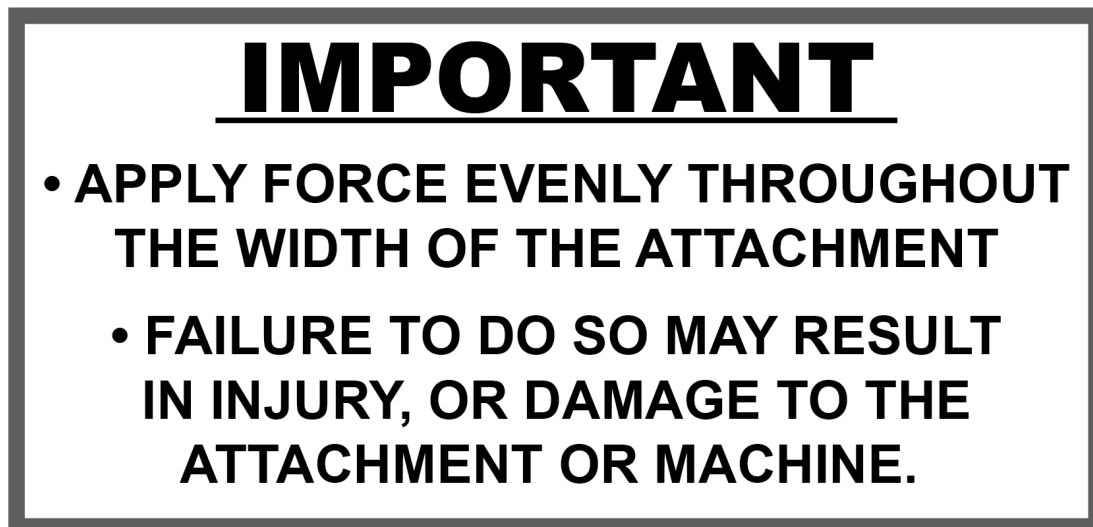 IMPORTANT
• APPLY FORCE EVENLY THROUGHOUT
THE WIDTH OF THE ATTACHMENT
• FAILURE TO DO SO MAY RESULT
IN INJURY, OR DAMAGE TO THE
ATTACHMENT OR MACHINE.